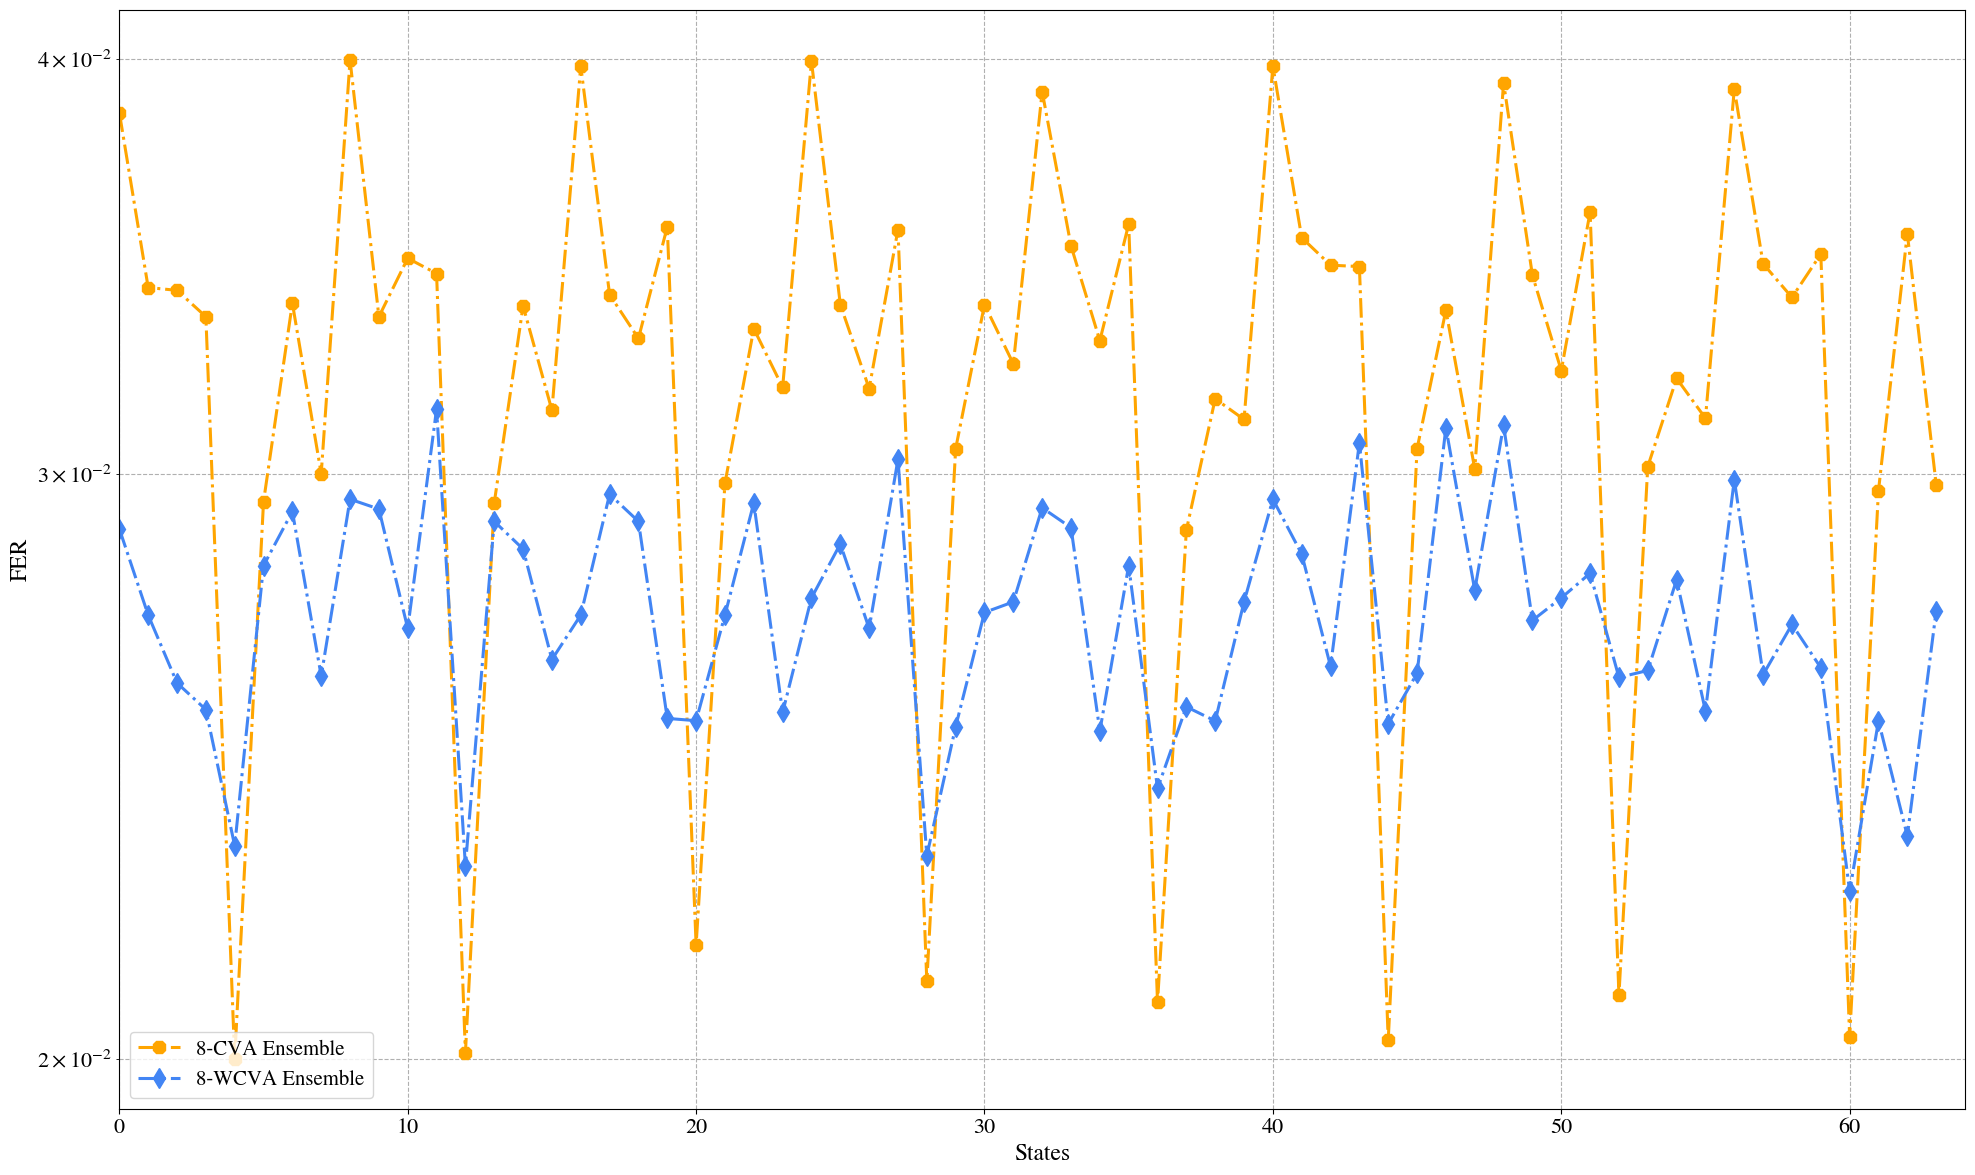 4×10⁻²
3×10⁻²
2×10⁻²
FER
8-CVA Ensemble
8-WCVA Ensemble
0 10 20 30 40 50 60
States